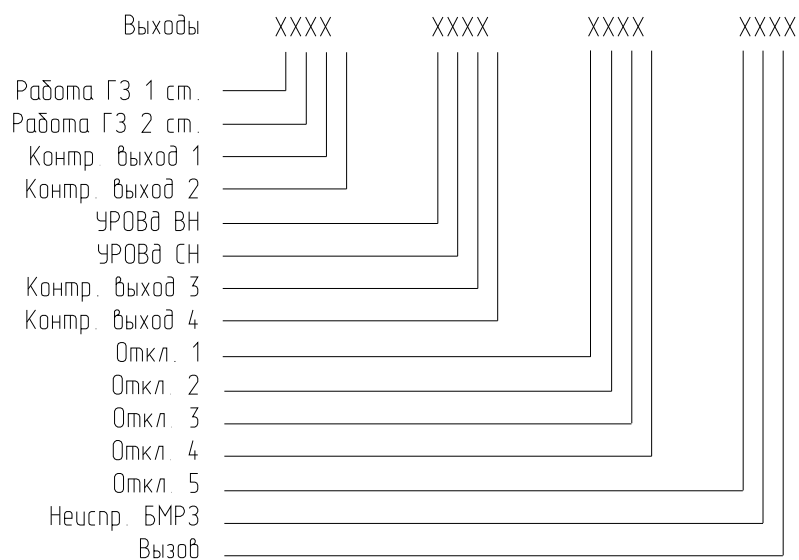 Выходы XXXX XXXX XXXX XXXX
Работа ГЗ 1 ст.
Работа ГЗ 2 ст.
Контр. выход 1
Контр. выход 2
УРОВд ВН
УРОВд СН
Контр. выход 3
Контр. выход 4
Откл. 1
Откл. 2
Откл. 3
Откл. 4
Откл. 5
Неиспр. БМРЗ
Вызов